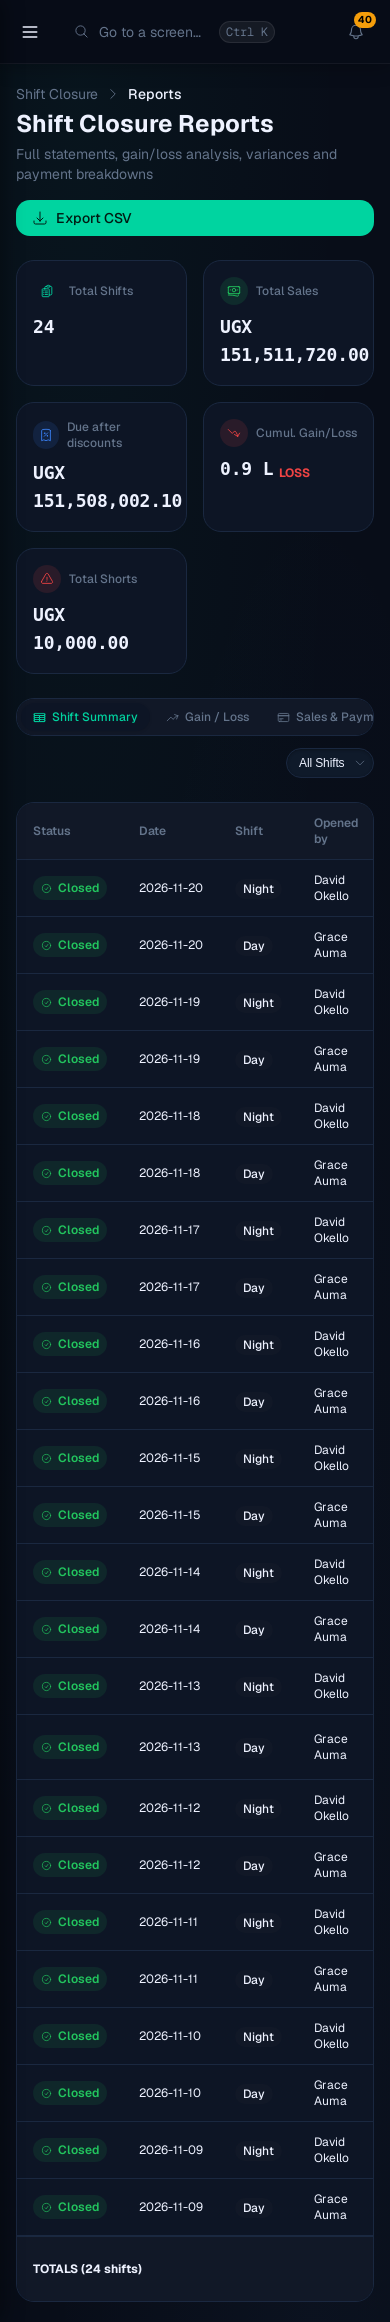 Go to a screen... Ctrl K 40
Shift Closure > Reports
Shift Closure Reports
Full statements, gain/loss analysis, variances and
payment breakdowns
Export CSV
Total Shifts
24
Total Sales
UGX
151,511,720.00
Due after
discounts
UGX
151,508,002.10
Cumul. Gain/Loss
0.9 L LOSS
Total Shorts
UGX
10,000.00
Shift Summary Gain / Loss Sales & Paym
All Shifts
Status Date Shift Opened
by
Closed 2026-11-20 Night David
Okello
Closed 2026-11-20 Day Grace
Auma
Closed 2026-11-19 Night David
Okello
Closed 2026-11-19 Day Grace
Auma
Closed 2026-11-18 Night David
Okello
Closed 2026-11-18 Day Grace
Auma
Closed 2026-11-17 Night David
Okello
Closed 2026-11-17 Day Grace
Auma
Closed 2026-11-16 Night David
Okello
Closed 2026-11-16 Day Grace
Auma
Closed 2026-11-15 Night David
Okello
Closed 2026-11-15 Day Grace
Auma
Closed 2026-11-14 Night David
Okello
Closed 2026-11-14 Day Grace
Auma
Closed 2026-11-13 Night David
Okello
Closed 2026-11-13 Day Grace
Auma
Closed 2026-11-12 Night David
Okello
Closed 2026-11-12 Day Grace
Auma
Closed 2026-11-11 Night David
Okello
Closed 2026-11-11 Day Grace
Auma
Closed 2026-11-10 Night David
Okello
Closed 2026-11-10 Day Grace
Auma
Closed 2026-11-09 Night David
Okello
Closed 2026-11-09 Day Grace
Auma
TOTALS (24 shifts)